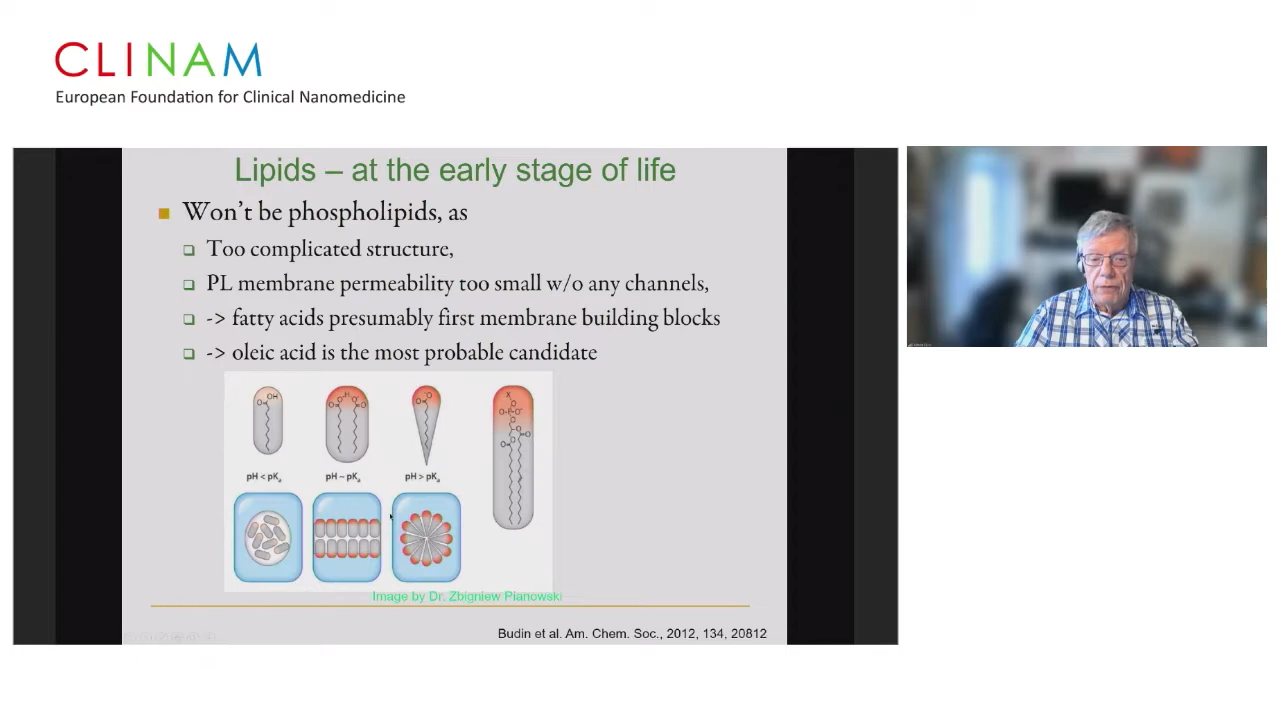 CLINAM
European Foundation for Clinical Nanomedicine
Lipids – at the early stage of life
Won't be phospholipids, as
Too complicated structure,
PL membrane permeability too small w/o any channels,
-> fatty acids presumably first membrane building blocks
-> oleic acid is the most probable candidate
pH < pKa
pH ~ pKa
pH > pKa
Image by Dr. Zbigniew Pianowski
Budin et al. Am. Chem. Soc., 2012, 134, 20812